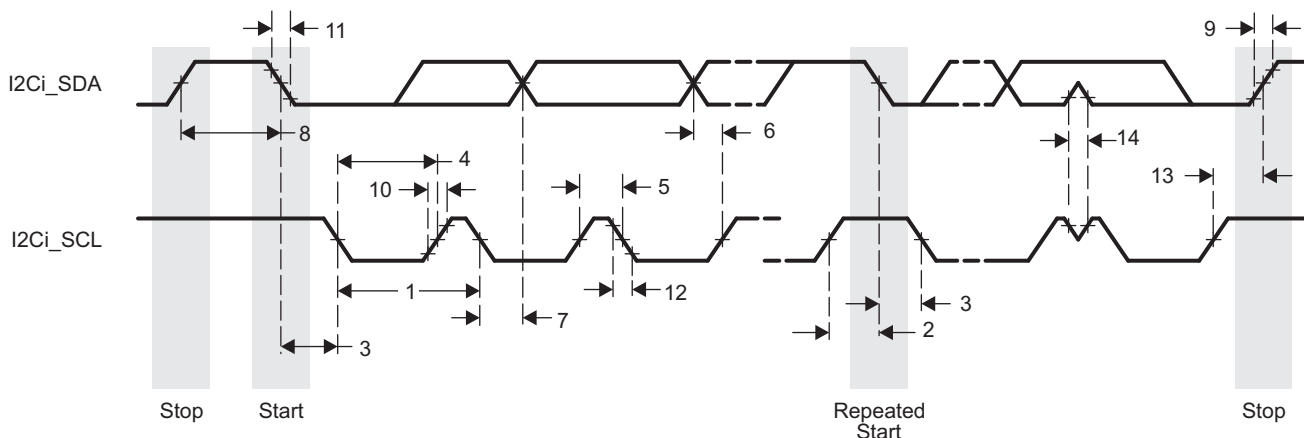 11
9
I2Ci_SDA
8
6
14
4
10
5
13
I2Ci_SCL
1
12
7
3
2
3
Stop
Start
Repeated
Start
Stop